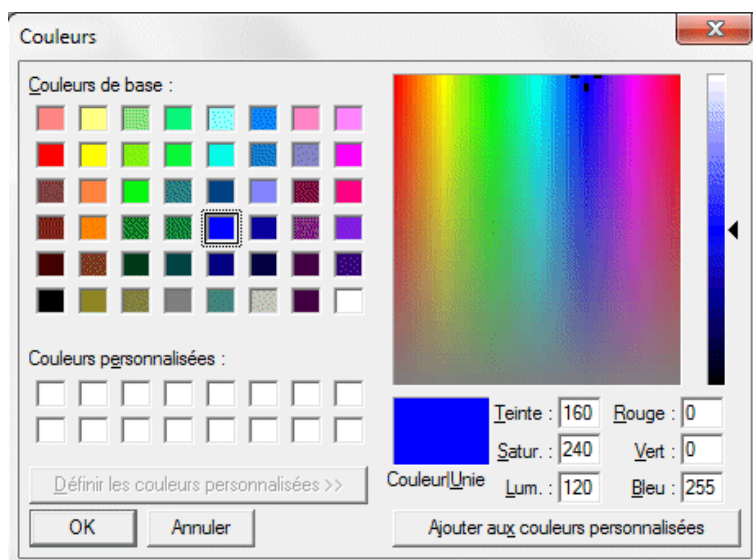 Couleurs
x
Couleurs de base :
Couleurs personnalisées :
Définir les couleurs personnalisées >>
OK
Annuler
Couleur|Unie
Teinte : 160
Rouge : 0
Satur. : 240
Vert : 0
Lum. : 120
Bleu : 255
Ajouter aux couleurs personnalisées